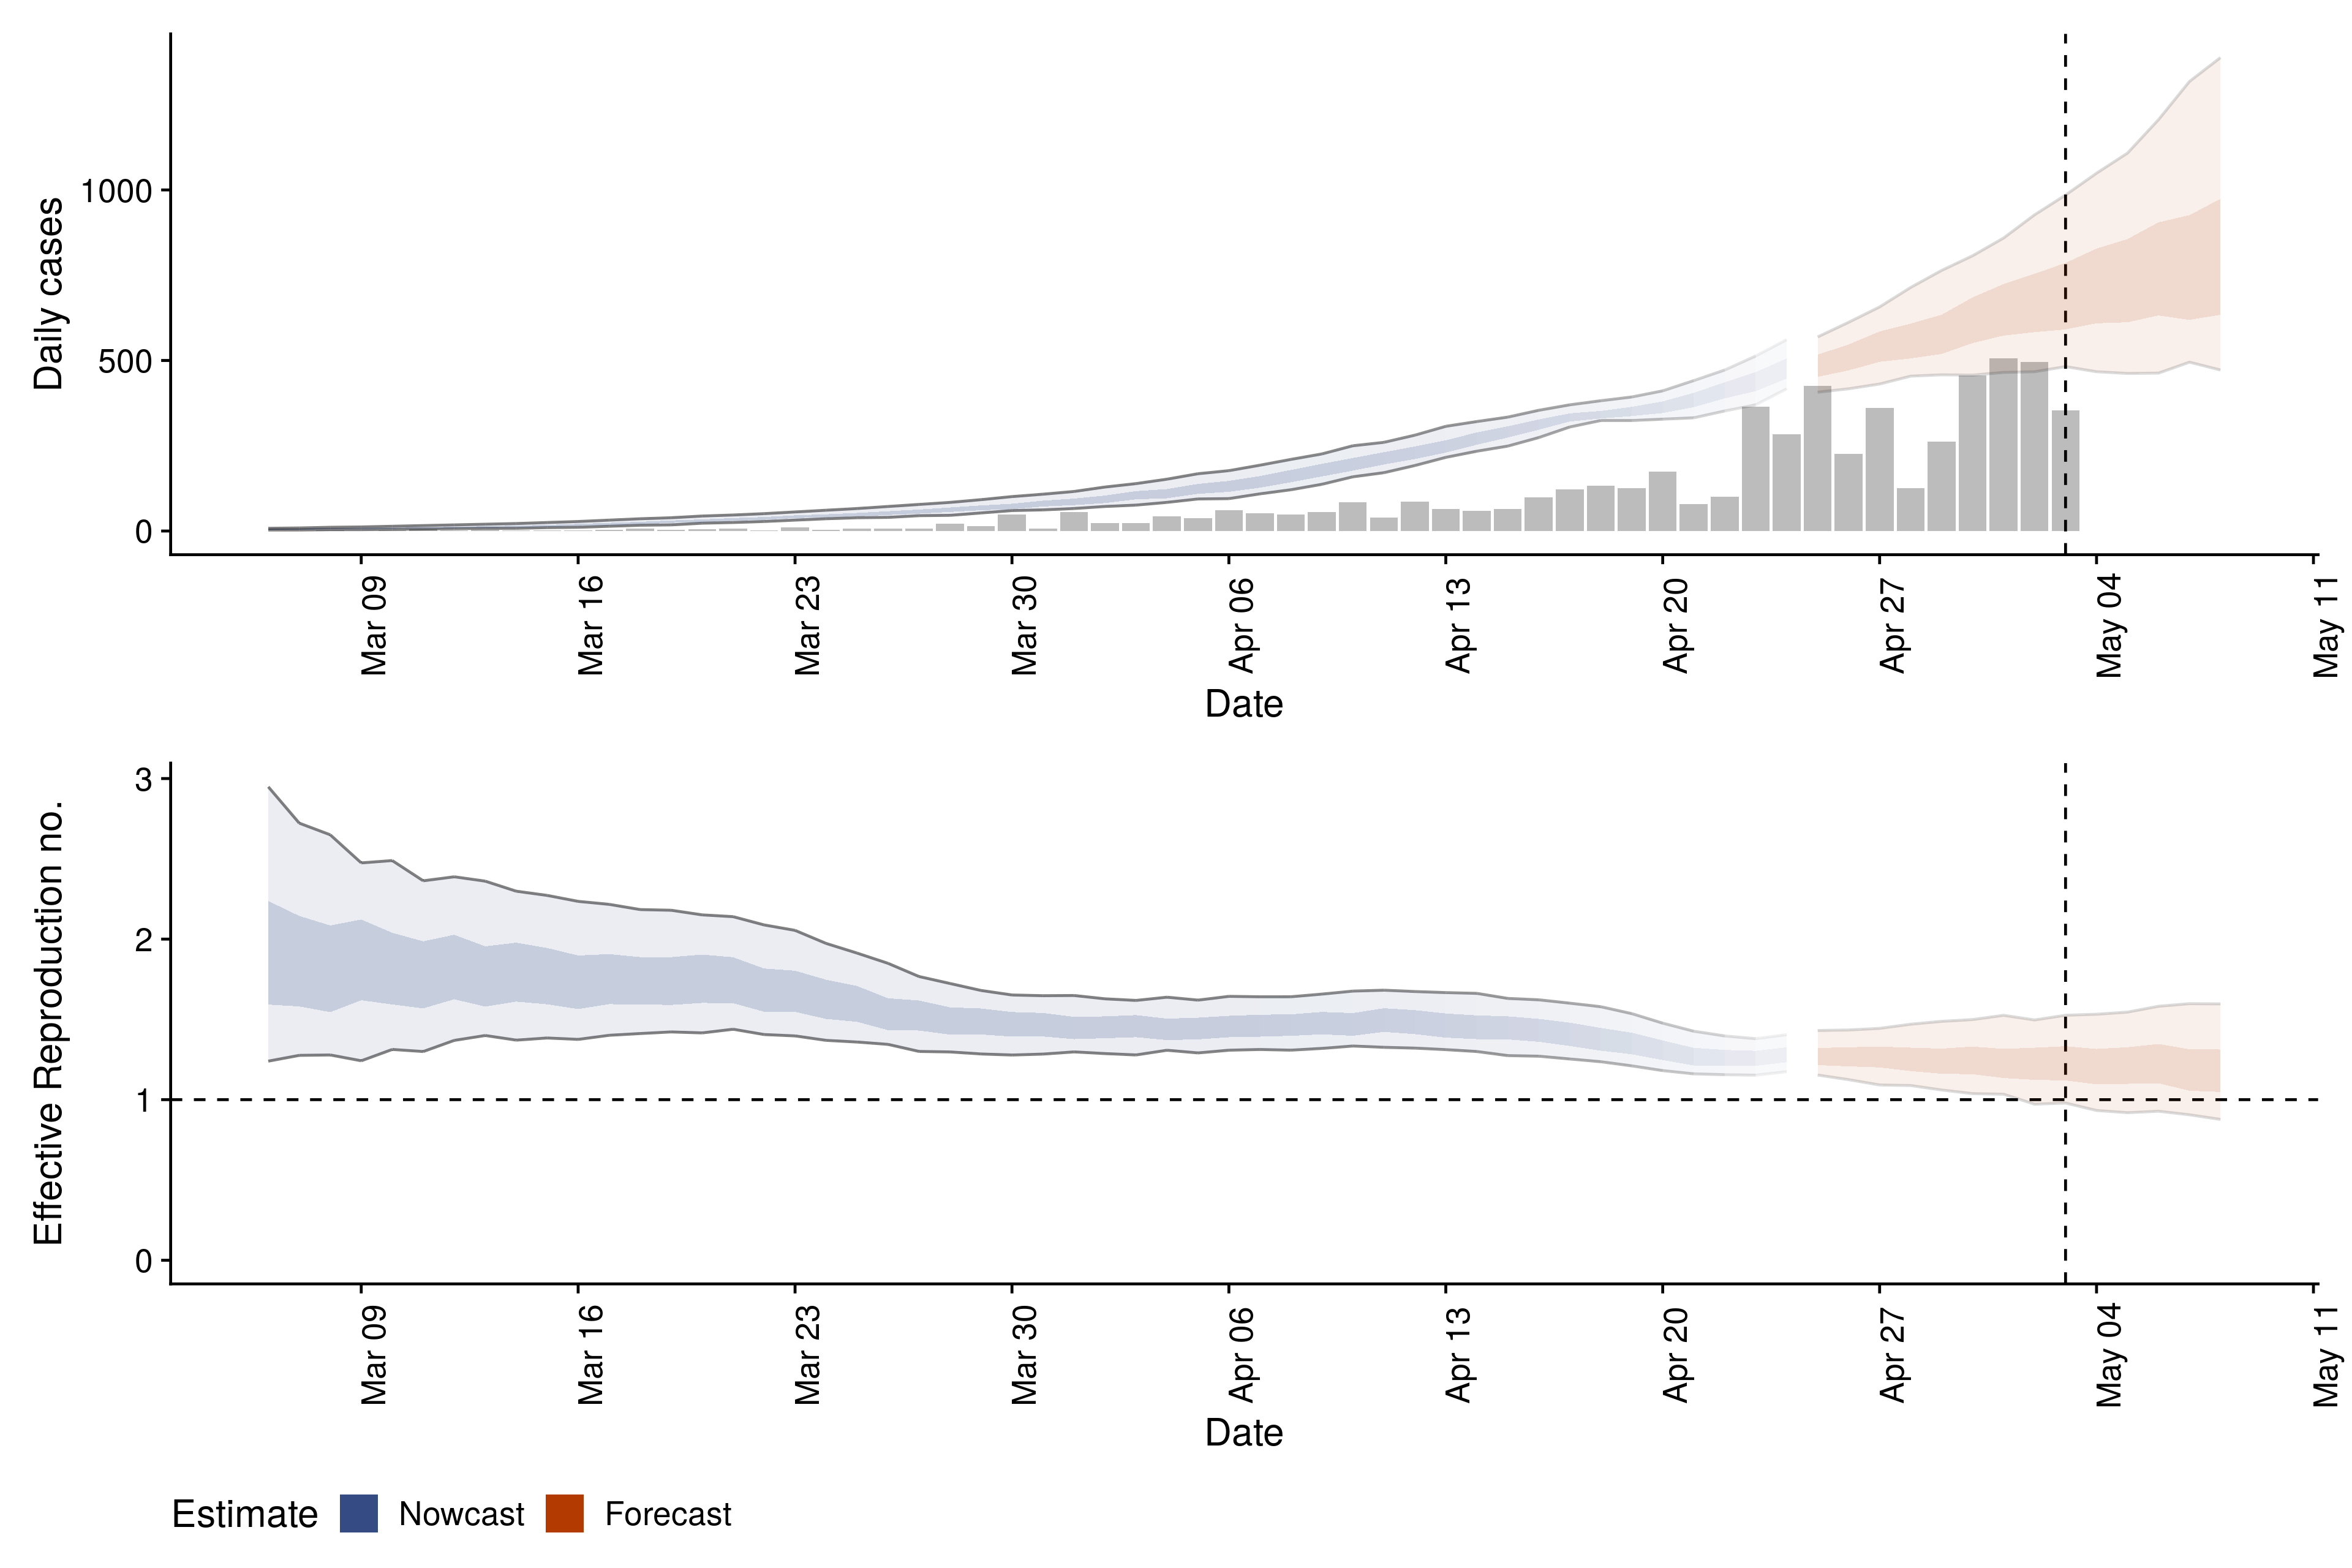 Daily cases
1000
500
0
Mar 09 Mar 16 Mar 23 Mar 30 Apr 06 Apr 13 Apr 20 Apr 27 May 04 May 11
Date
Effective Reproduction no.
3
2
1
0
Mar 09 Mar 16 Mar 23 Mar 30 Apr 06 Apr 13 Apr 20 Apr 27 May 04 May 11
Date
Estimate Nowcast Forecast